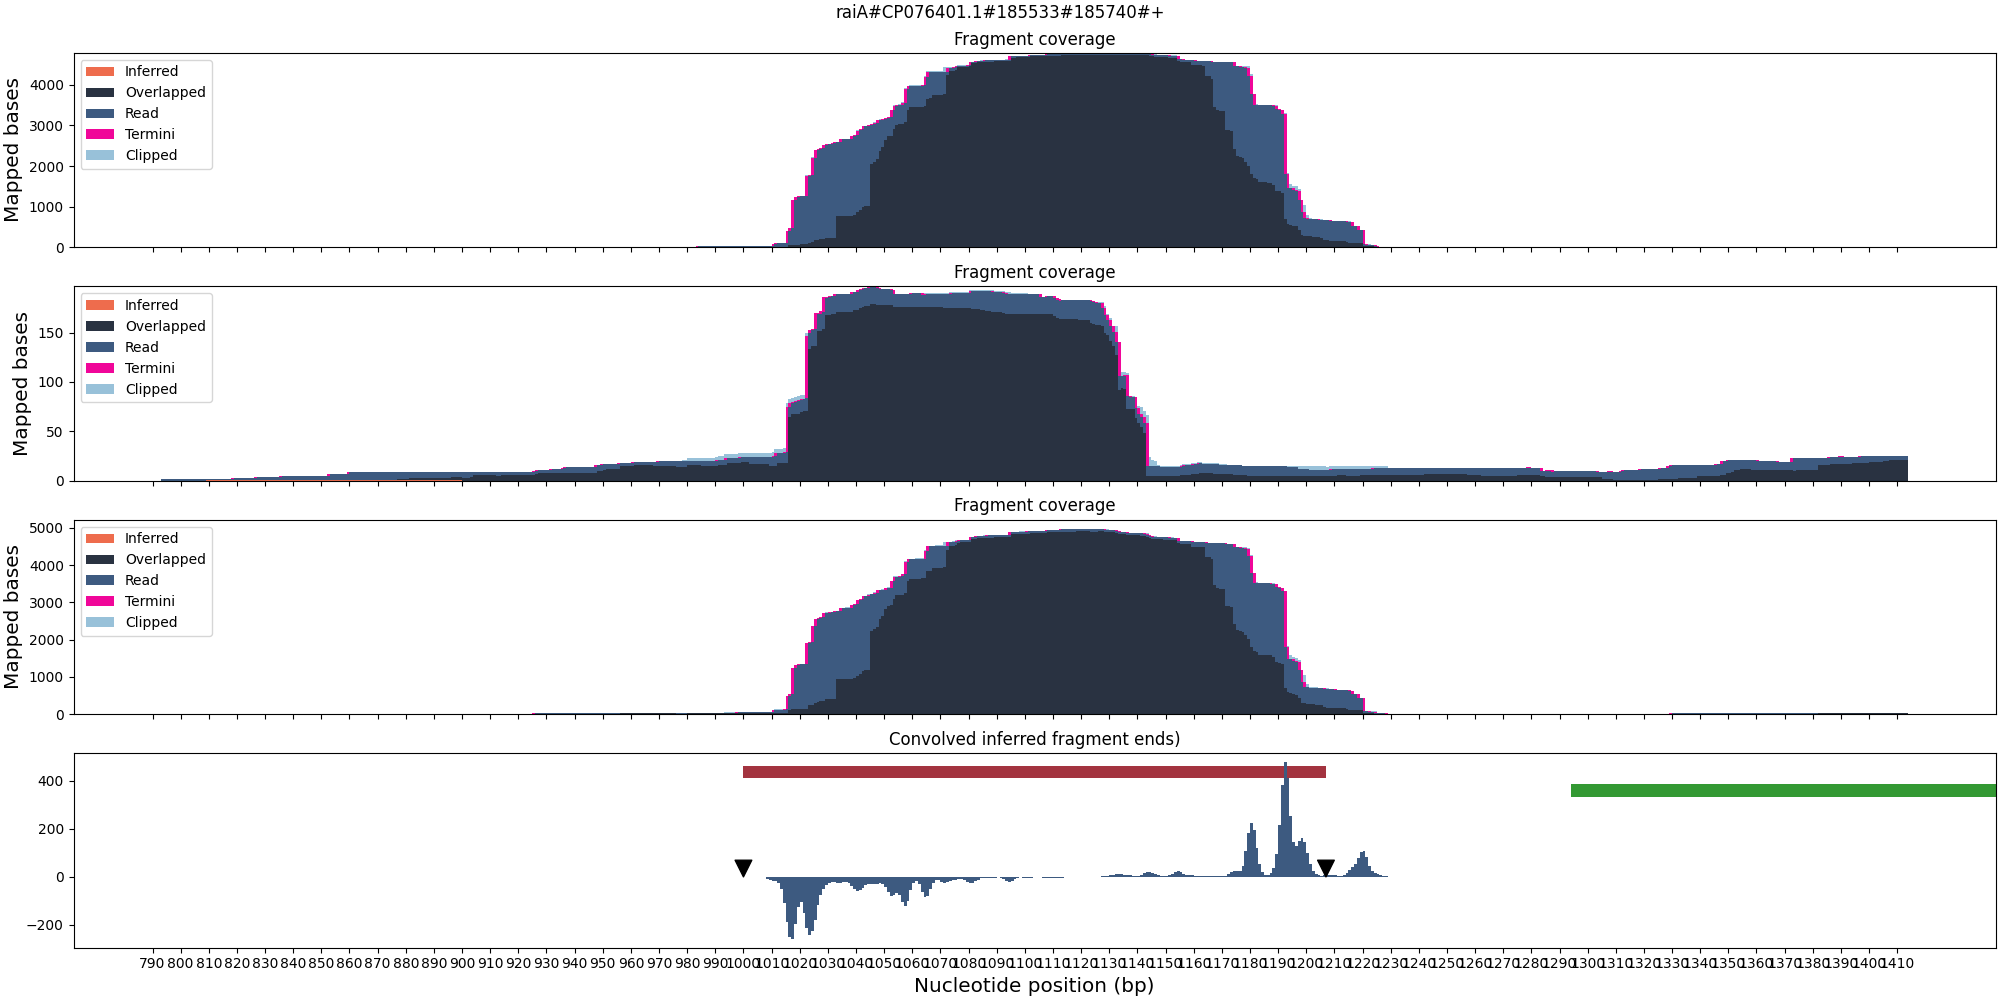 raiA#CP076401.1#185533#185740#+
Fragment coverage
Mapped bases
4000
3000
2000
1000
0
Inferred
Overlapped
Read
Termini
Clipped
Fragment coverage
Mapped bases
150
100
50
0
Inferred
Overlapped
Read
Termini
Clipped
Fragment coverage
Mapped bases
5000
4000
3000
2000
1000
0
Inferred
Overlapped
Read
Termini
Clipped
Convolved inferred fragment ends)
400
200
0
−200
790 800 810 820 830 840 850 860 870 880 890 900 910 920 930 940 950 960 970 980 990 1000 1010 1020 1030 1040 1050 1060 1070 1080 1090 1100 1110 1120 1130 1140 1150 1160 1170 1180 1190 1200 1210 1220 1230 1240 1250 1260 1270 1280 1290 1300 1310 1320 1330 1340 1350 1360 1370 1380 1390 1400 1410
Nucleotide position (bp)